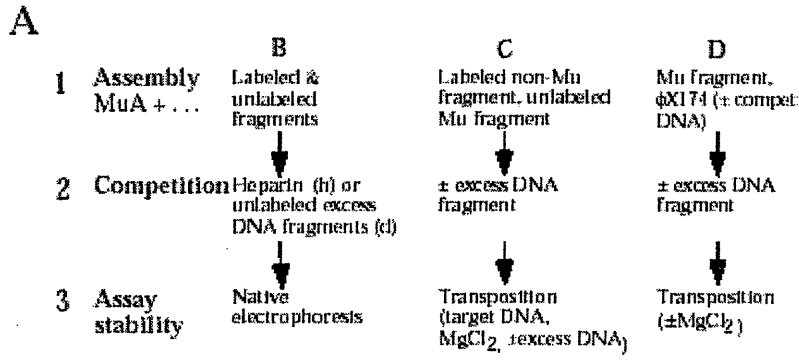 A
B C D
1 Assembly Labeled & Labeled non-Mu Mu fragment,
MuA + ... unlabeled fragment, unlabeled ϕX174 (± compet
fragments Mu fragment DNA)
2 Competition Heparin (h) or ± excess DNA ± excess DNA
unlabeled excess fragment fragment
DNA fragments (d)
3 Assay Native Transposition Transposition
stability electrophoresis (target DNA, (±MgCl2)
MgCl2, ±excess DNA)